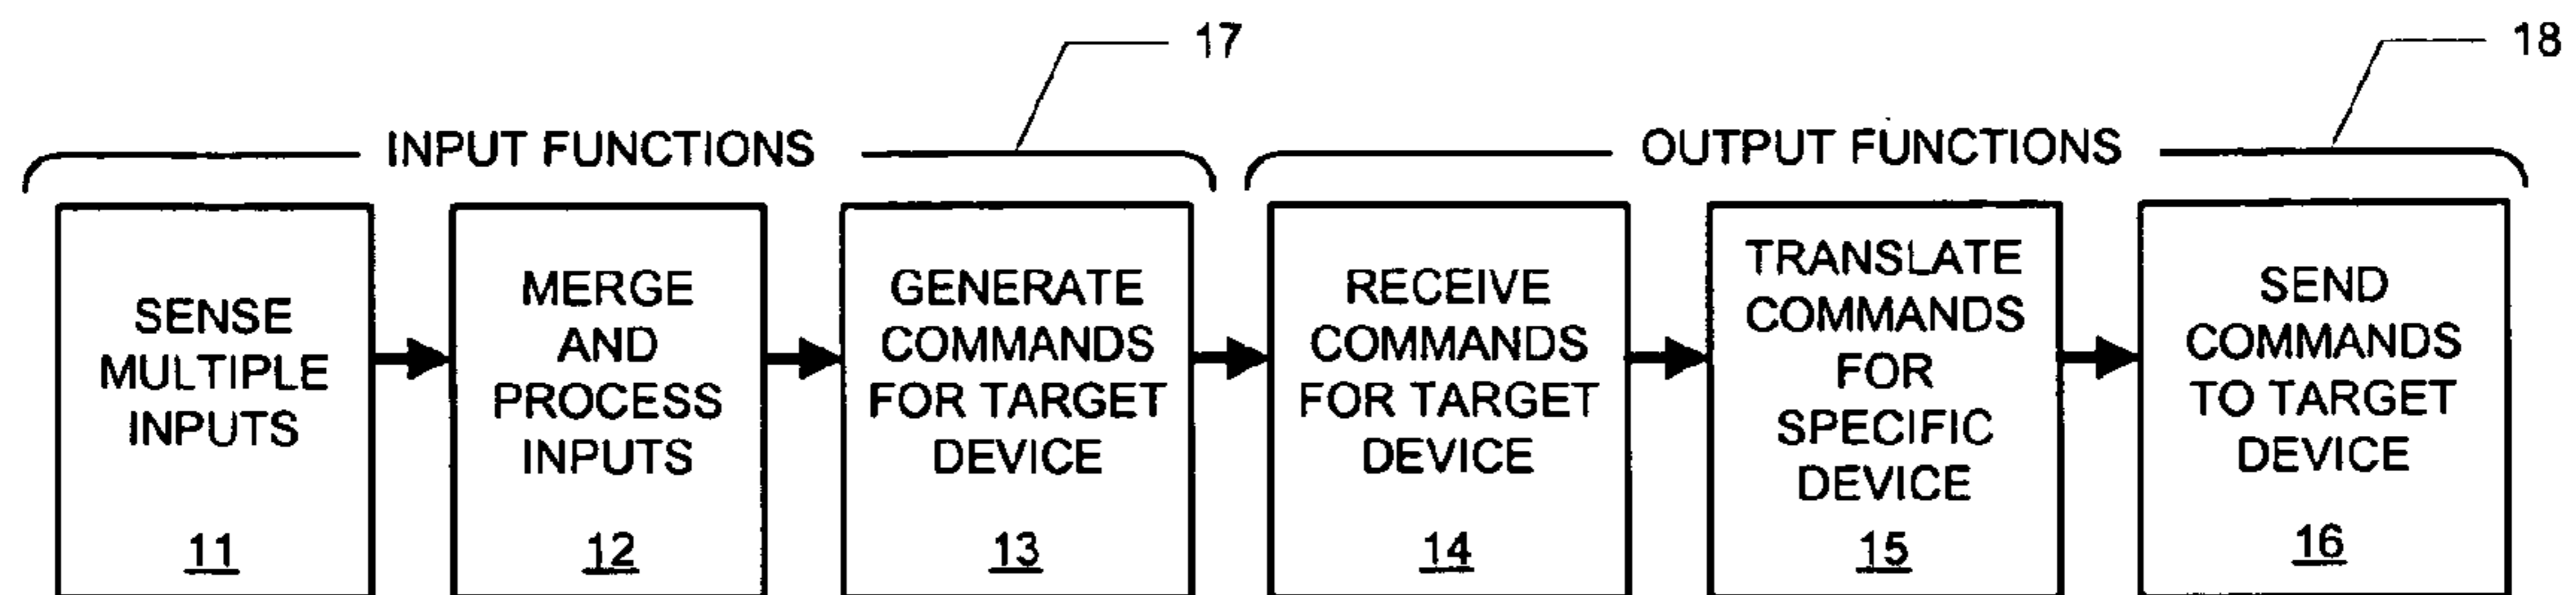 17
18
INPUT FUNCTIONS
OUTPUT FUNCTIONS
SENSE
MULTIPLE
INPUTS
11
MERGE
AND
PROCESS
INPUTS
12
GENERATE
COMMANDS
FOR TARGET
DEVICE
13
RECEIVE
COMMANDS
FOR TARGET
DEVICE
14
TRANSLATE
COMMANDS
FOR
SPECIFIC
DEVICE
15
SEND
COMMANDS
TO TARGET
DEVICE
16